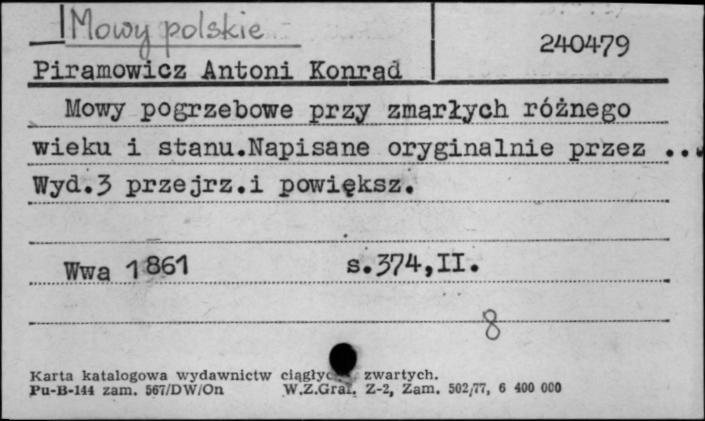 Mowy polskie
240479
Piramowicz Antoni Konrad
Mowy pogrzebowe przy zmarłych różnego
wieku i stanu.Napisane oryginalnie przez ...
Wyd.3 przejrz.i powiększ.
Wwa 1861 s.374,II.
8
Karta katalogowa wydawnictw zwartych.
Pu-B-144 zam. 567/DW/On W.Z.Graf. Z-2, Zam. 502/77, 6 400 000